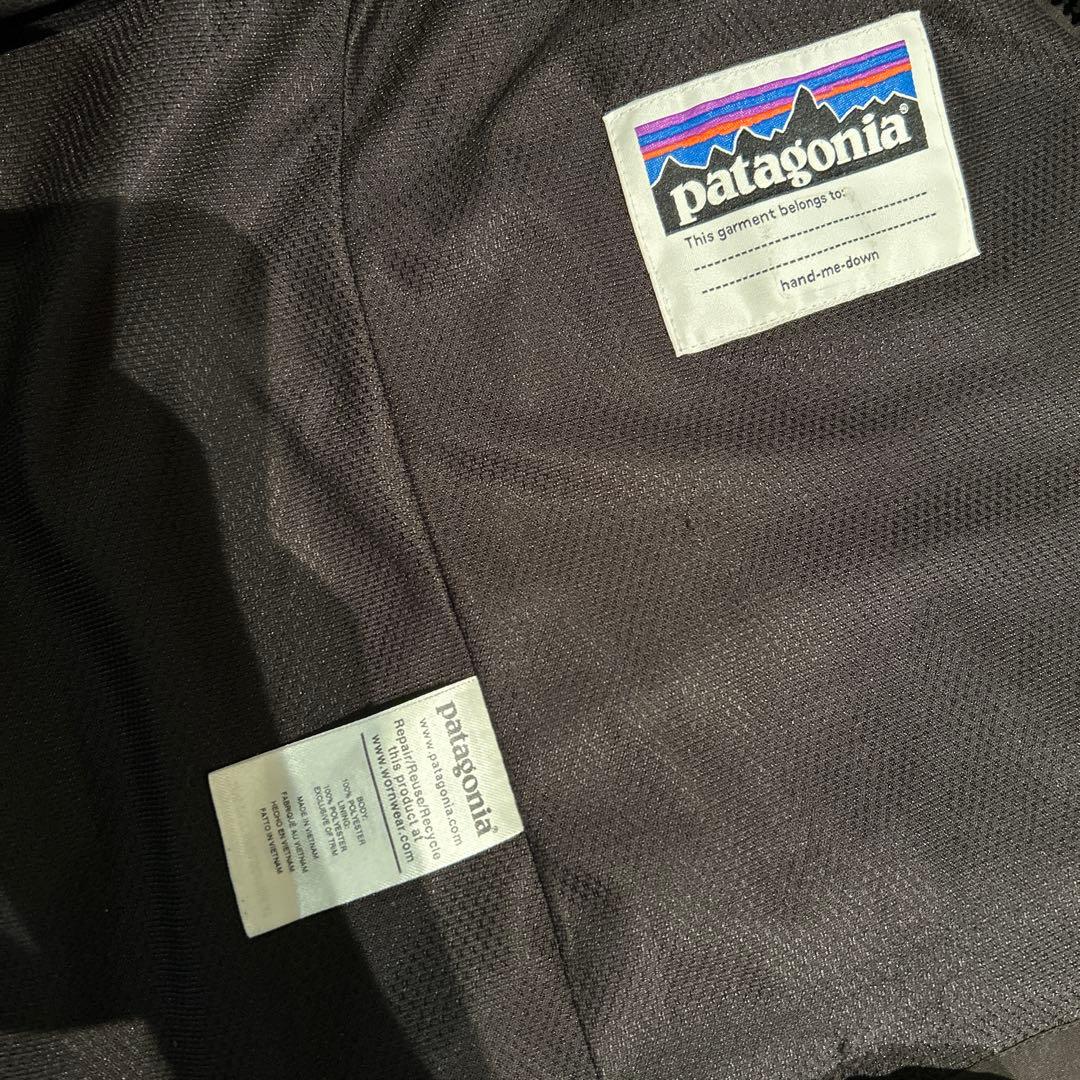 patagonia®
This garment belongs to:
hand-me-down
patagonia®
www.patagonia.com
Repair/Reuse/Recycle
this product at
www.wornwear.com
BODY:
100% POLYESTER
LINING:
100% POLYESTER
EXCLUSIVE OF TRIM
MADE IN VIETNAM
FABRIQUÉ AU VIETNAM
HECHO EN VIETNAM
FATTO IN VIETNAM